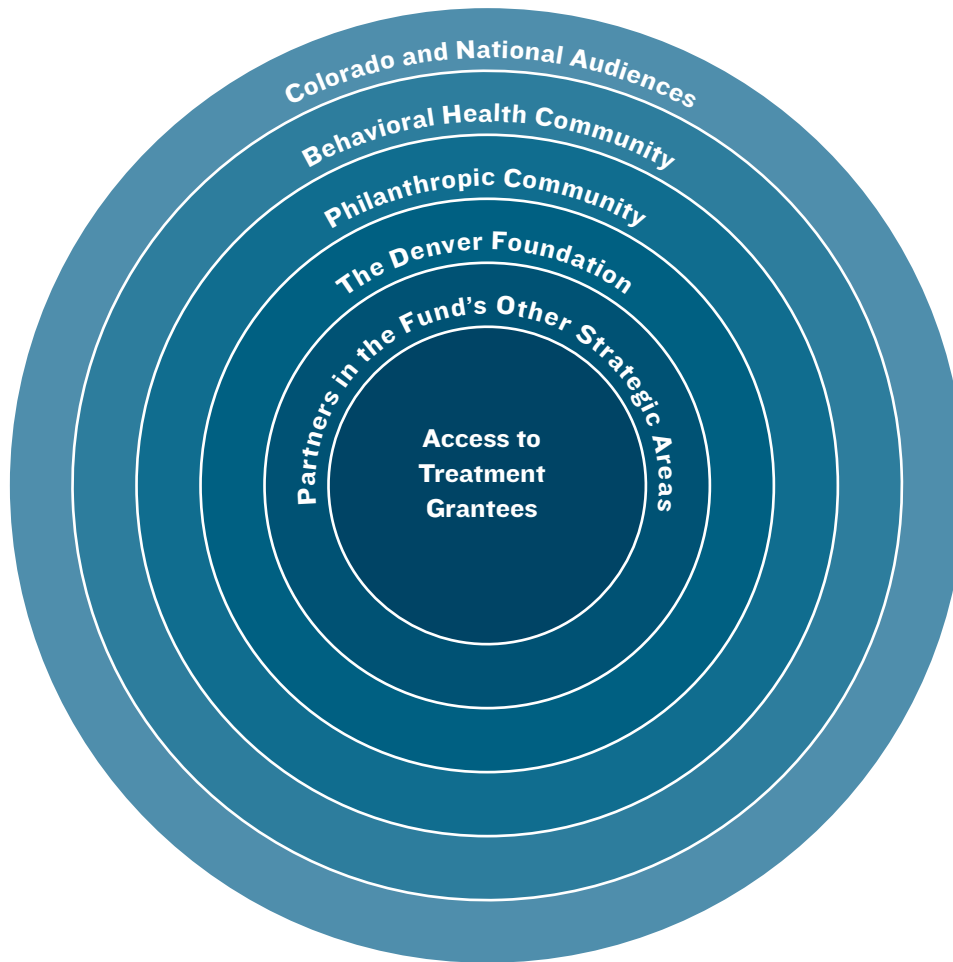 Colorado and National Audiences
Behavioral Health Community
Philanthropic Community
The Denver Foundation
Partners in the Fund’s Other Strategic Areas
Access to
Treatment
Grantees